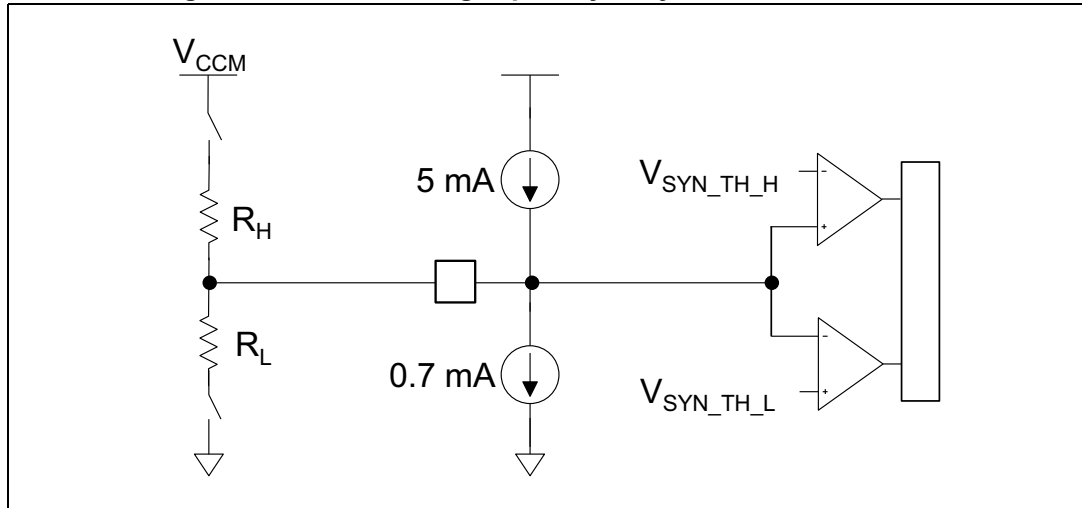 V_CCM
5 mA
V_SYN_TH_H
R_H
R_L
0.7 mA
V_SYN_TH_L
-
+
-
+